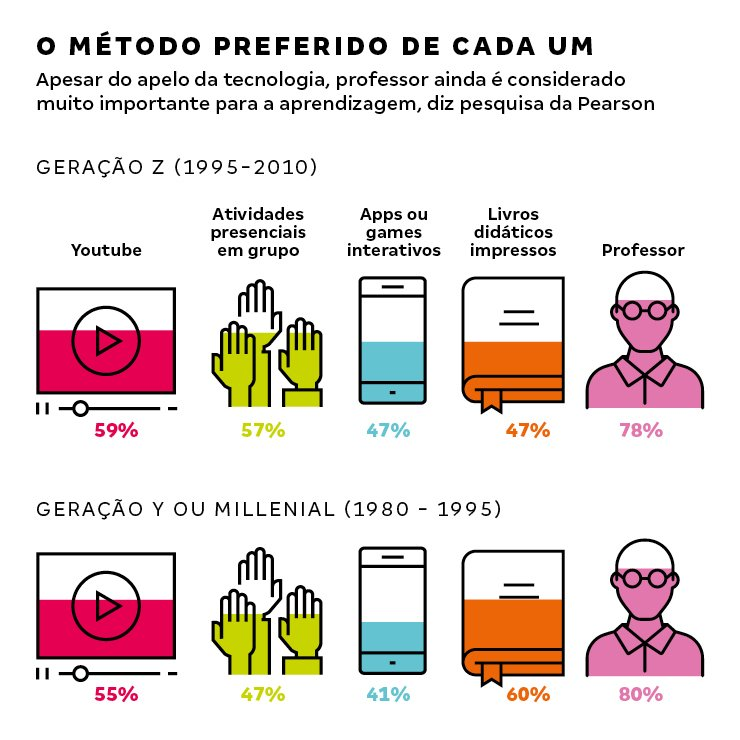 O MÉTODO PREFERIDO DE CADA UM
Apesar do apelo da tecnologia, professor ainda é considerado
muito importante para a aprendizagem, diz pesquisa da Pearson
GERAÇÃO Z (1995-2010)
Youtube
Atividades
presenciais
em grupo
Apps ou
games
interativos
Livros
didáticos
impressos
Professor
59%
57%
47%
47%
78%
GERAÇÃO Y OU MILLENIAL (1980 - 1995)
55%
47%
41%
60%
80%